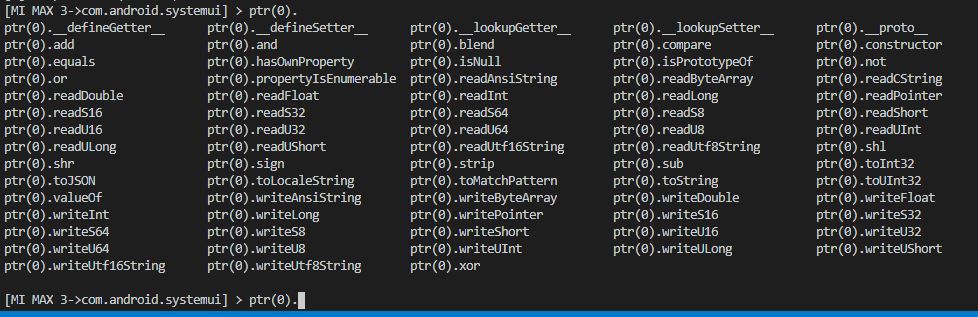 [MI MAX 3->com.android.systemui] > ptr(0).
ptr(0).__defineGetter__ ptr(0).__defineSetter__ ptr(0).__lookupGetter__ ptr(0).__lookupSetter__ ptr(0).__proto__
ptr(0).add ptr(0).and ptr(0).blend ptr(0).compare ptr(0).constructor
ptr(0).equals ptr(0).hasOwnProperty ptr(0).isNull ptr(0).isPrototypeOf ptr(0).not
ptr(0).or ptr(0).propertyIsEnumerable ptr(0).readAnsiString ptr(0).readByteArray ptr(0).readCString
ptr(0).readDouble ptr(0).readFloat ptr(0).readInt ptr(0).readLong ptr(0).readPointer
ptr(0).readS16 ptr(0).readS32 ptr(0).readS64 ptr(0).readS8 ptr(0).readShort
ptr(0).readU16 ptr(0).readU32 ptr(0).readU64 ptr(0).readU8 ptr(0).readUInt
ptr(0).readULong ptr(0).readUShort ptr(0).readUtf16String ptr(0).readUtf8String ptr(0).shl
ptr(0).shr ptr(0).sign ptr(0).strip ptr(0).sub ptr(0).toInt32
ptr(0).toJSON ptr(0).toLocaleString ptr(0).toMatchPattern ptr(0).toString ptr(0).toUInt32
ptr(0).valueOf ptr(0).writeAnsiString ptr(0).writeByteArray ptr(0).writeDouble ptr(0).writeFloat
ptr(0).writeInt ptr(0).writeLong ptr(0).writePointer ptr(0).writeS16 ptr(0).writeS32
ptr(0).writeS64 ptr(0).writeS8 ptr(0).writeShort ptr(0).writeU16 ptr(0).writeU32
ptr(0).writeU64 ptr(0).writeU8 ptr(0).writeUInt ptr(0).writeULong ptr(0).writeUShort
ptr(0).writeUtf16String ptr(0).writeUtf8String ptr(0).xor
[MI MAX 3->com.android.systemui] > ptr(0).